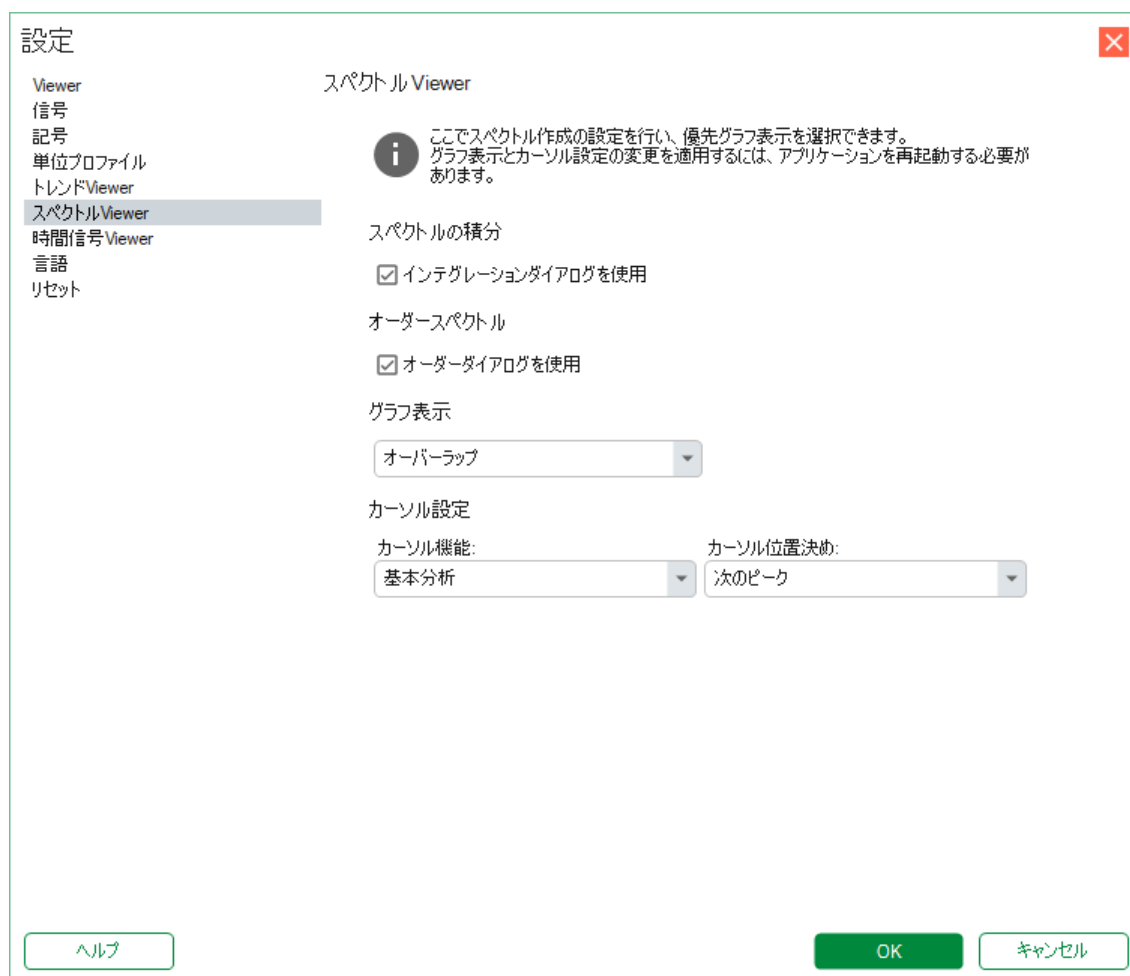 設定
Viewer
信号
記号
単位プロファイル
トレンドViewer
スペクトルViewer
時間信号Viewer
言語
リセット
スペクトルViewer
ここでスペクトル作成の設定を行い、優先グラフ表示を選択できます。
グラフ表示とカーソル設定の変更を適用するには、アプリケーションを再起動する必要が
あります。
スペクトルの積分
インテグレーションダイアログを使用
オーダースペクトル
オーダーダイアログを使用
グラフ表示
オーバーラップ
カーソル設定
カーソル機能: カーソル位置決め:
基本分析 次のピーク
ヘルプ OK キャンセル